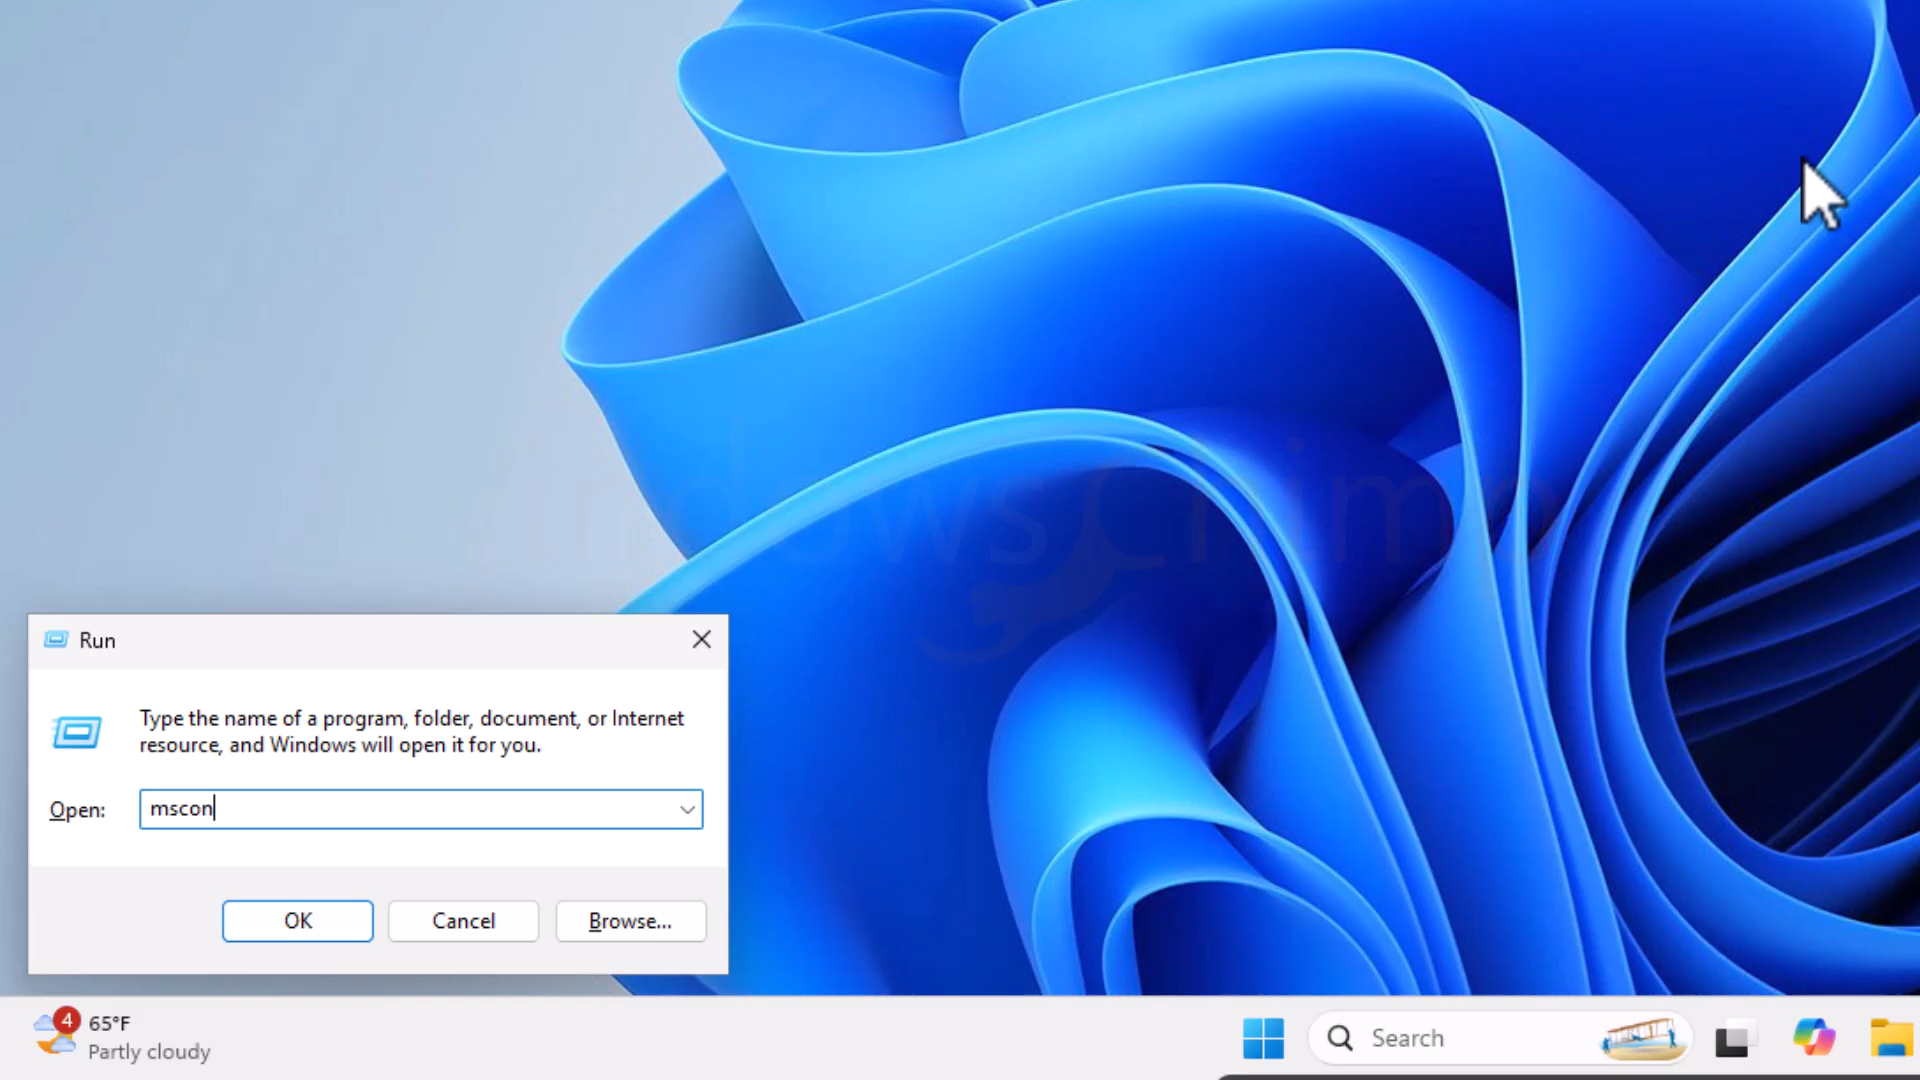 Run
Type the name of a program, folder, document, or Internet
resource, and Windows will open it for you.
Open:
mscon
OK
Cancel
Browse...
4
65°F
Partly cloudy
Search